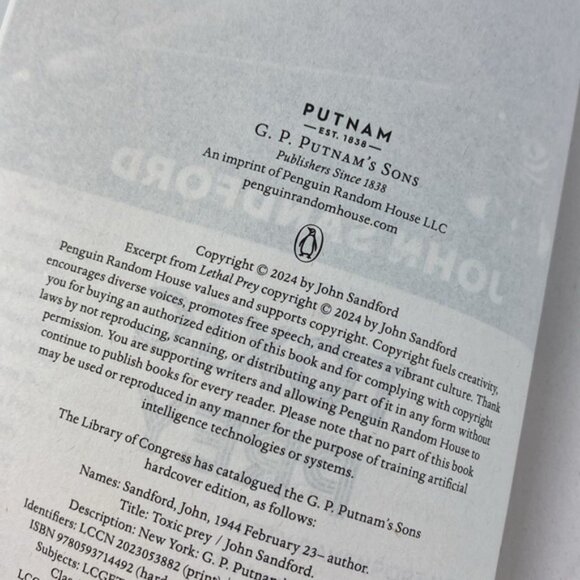 PUTNAM
EST. 1838
G. P. PUTNAM'S SONS
Publishers Since 1838
An imprint of Penguin Random House LLC
penguinrandomhouse.com
JOHN SANDFORD
Copyright © 2024 by John Sandford
Excerpt from Lethal Prey copyright © 2024 by John Sandford
Penguin Random House values and supports copyright. Copyright fuels creativity,
encourages diverse voices, promotes free speech, and creates a vibrant culture. Thank
you for buying an authorized edition of this book and for complying with copyright
laws by not reproducing, scanning, or distributing any part of it in any form without
permission. You are supporting writers and allowing Penguin Random House to
continue to publish books for every reader. Please note that no part of this book
may be used or reproduced in any manner for the purpose of training artificial
intelligence technologies or systems.
TOXIC
PREY
The Library of Congress has catalogued the G. P. Putnam's Sons
hardcover edition, as follows:
Names: Sandford, John, 1944 February 23– author.
Title: Toxic prey / John Sandford.
Description: New York: G. P. Putnam
Identifiers: LCCN 2023053882 (print)
ISBN 9780593714492 (hard
Subjects: LCGFT